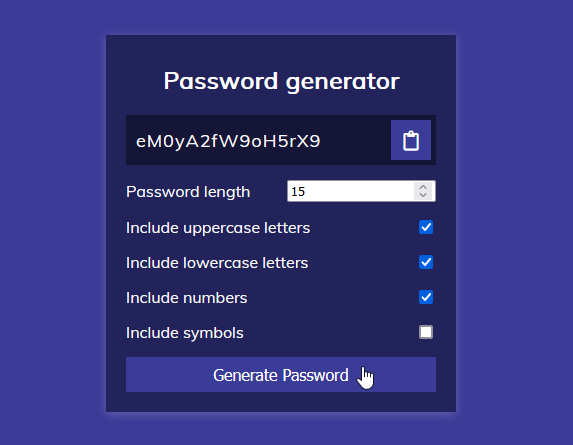 Password generator
eM0yA2fW9oH5rX9
Password length 15
Include uppercase letters
Include lowercase letters
Include numbers
Include symbols
Generate Password